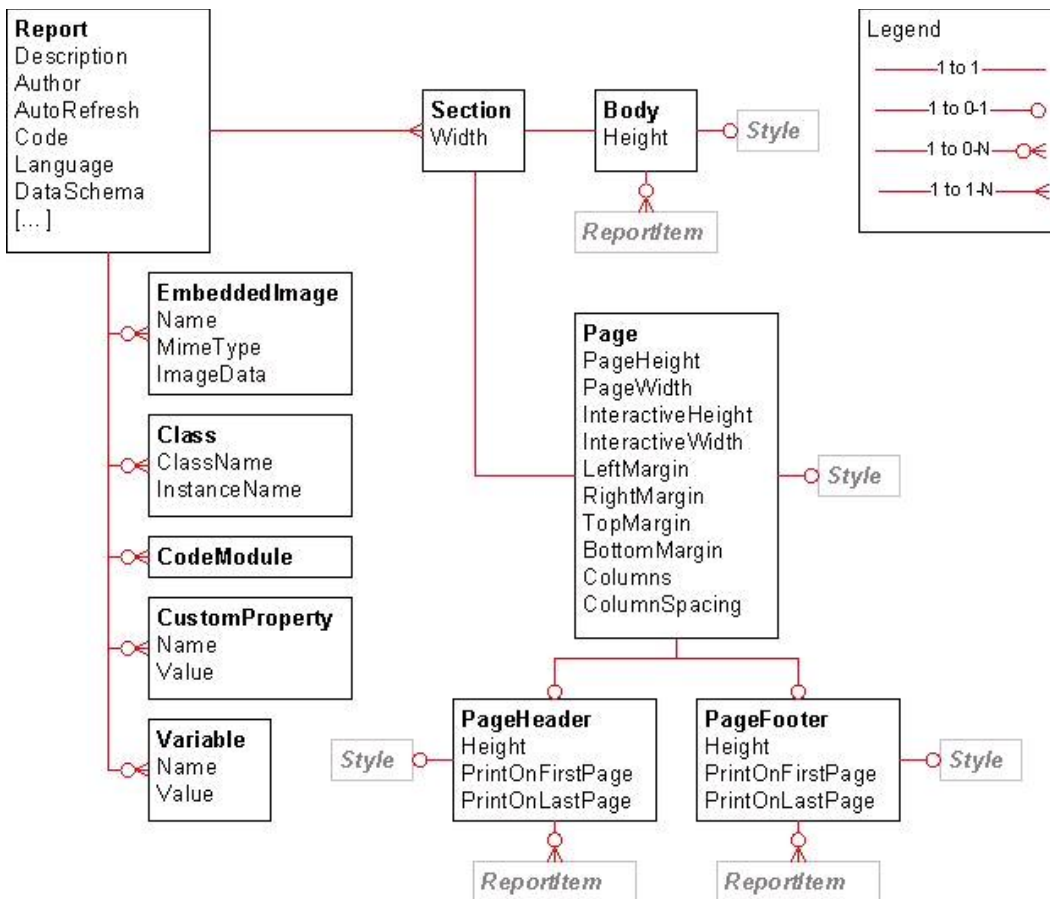 Report
Description
Author
AutoRefresh
Code
Language
DataSchema
[... ]
Section
Width
Body
Height
Style
ReportItem
Legend
1 to 1
1 to 0-1
1 to 0-N
1 to 1-N
EmbeddedImage
Name
MimeType
ImageData
Class
ClassName
InstanceName
CodeModule
CustomProperty
Name
Value
Variable
Name
Value
Page
PageHeight
PageWidth
InteractiveHeight
InteractiveWidth
LeftMargin
RightMargin
TopMargin
BottomMargin
Columns
ColumnSpacing
Style
Style
PageHeader
Height
PrintOnFirstPage
PrintOnLastPage
ReportItem
PageFooter
Height
PrintOnFirstPage
PrintOnLastPage
Style
ReportItem